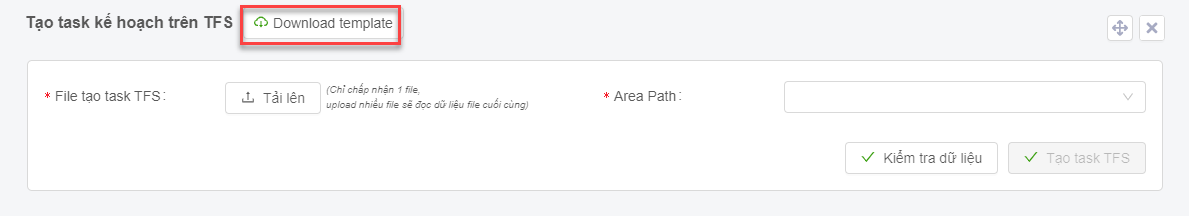 Tạo task kế hoạch trên TFS Download template
* File tạo task TFS: Tải lên (Chỉ chấp nhận 1 file,
upload nhiều file sẽ đọc dữ liệu file cuối cùng)
* Area Path:
Kiểm tra dữ liệu Tạo task TFS